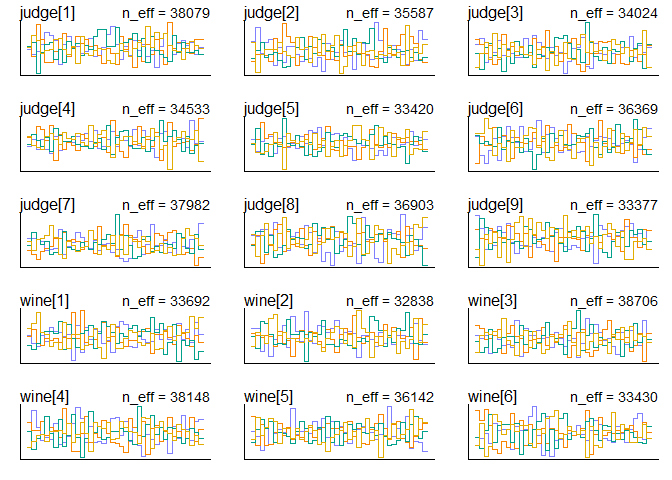 judge[1] n_eff = 38079 judge[2] n_eff = 35587 judge[3] n_eff = 34024
judge[4] n_eff = 34533 judge[5] n_eff = 33420 judge[6] n_eff = 36369
judge[7] n_eff = 37982 judge[8] n_eff = 36903 judge[9] n_eff = 33377
wine[1] n_eff = 33692 wine[2] n_eff = 32838 wine[3] n_eff = 38706
wine[4] n_eff = 38148 wine[5] n_eff = 36142 wine[6] n_eff = 33430